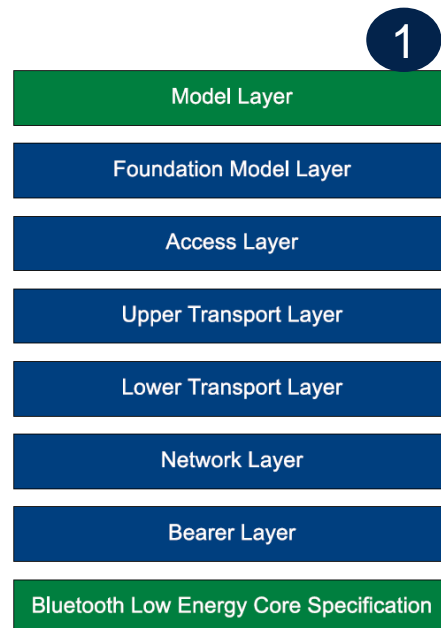 1
Model Layer
Foundation Model Layer
Access Layer
Upper Transport Layer
Lower Transport Layer
Network Layer
Bearer Layer
Bluetooth Low Energy Core Specification